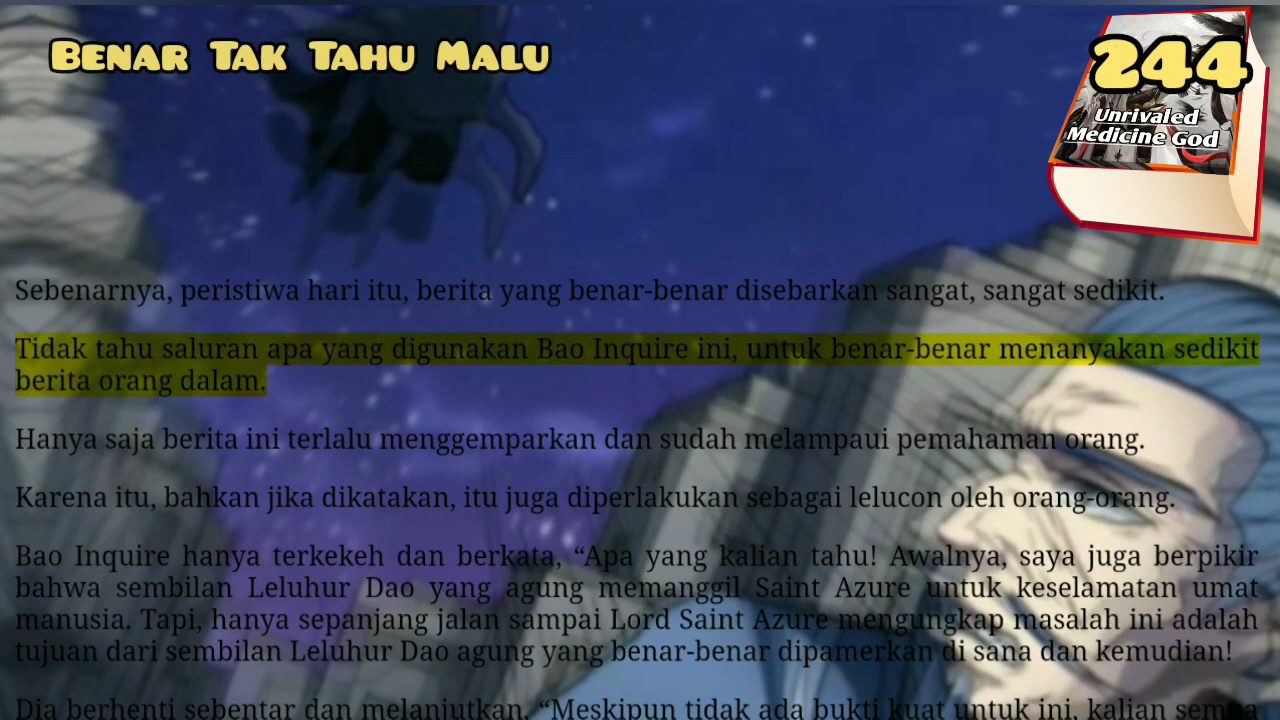 Benar Tak Tahu Malu
244
Unrivaled
Medicine God
Sebenarnya, peristiwa hari itu, berita yang benar-benar disebarkan sangat, sangat sedikit.
Tidak tahu saluran apa yang digunakan Bao Inquire ini, untuk benar-benar menanyakan sedikit
berita orang dalam.
Hanya saja berita ini terlalu menggemparkan dan sudah melampaui pemahaman orang.
Karena itu, bahkan jika dikatakan, itu juga diperlakukan sebagai lelucon oleh orang-orang.
Bao Inquire hanya terkekeh dan berkata, “Apa yang kalian tahu! Awalnya, saya juga berpikir
bahwa sembilan Leluhur Dao yang agung memanggil Saint Azure untuk keselamatan umat
manusia. Tapi, hanya sepanjang jalan sampai Lord Saint Azure mengungkap masalah ini adalah
tujuan dari sembilan Leluhur Dao agung yang benar-benar dipamerkan di sana dan kemudian!
Dia berhenti sebentar dan melanjutkan, “Meskipun tidak ada bukti kuat untuk ini, kalian semua